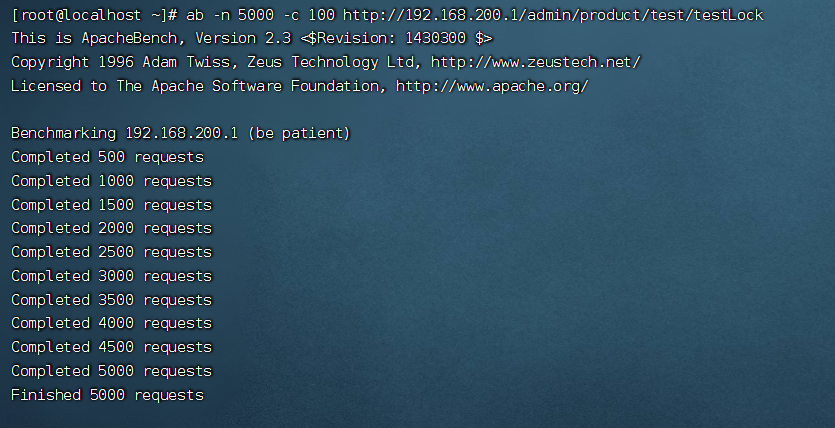 [root@localhost ~]# ab -n 5000 -c 100 http://192.168.200.1/admin/product/test/testLock
This is ApacheBench, Version 2.3 <$Revision: 1430300 $>
Copyright 1996 Adam Twiss, Zeus Technology Ltd, http://www.zeustech.net/
Licensed to The Apache Software Foundation, http://www.apache.org/

Benchmarking 192.168.200.1 (be patient)
Completed 500 requests
Completed 1000 requests
Completed 1500 requests
Completed 2000 requests
Completed 2500 requests
Completed 3000 requests
Completed 3500 requests
Completed 4000 requests
Completed 4500 requests
Completed 5000 requests
Finished 5000 requests